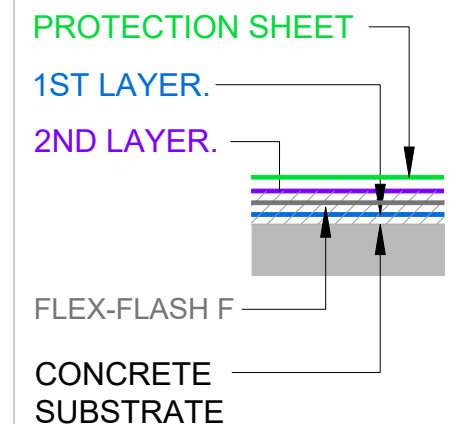 PROTECTION SHEET
1ST LAYER.
2ND LAYER.
FLEX-FLASH F
CONCRETE
SUBSTRATE